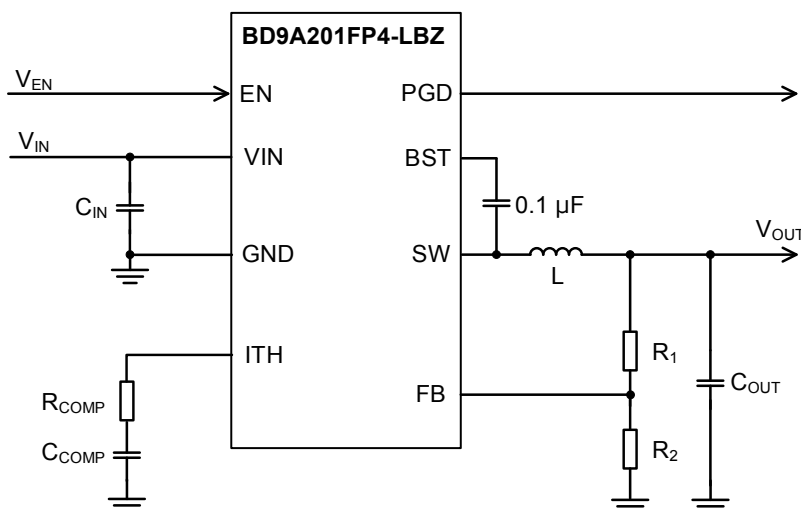 BD9A201FP4-LBZ
VEN
EN
PGD
VIN
VIN
BST
CIN
0.1 µF
GND
SW
L
VOUT
ITH
R1
RCOMP
FB
COUT
CCOMP
R2